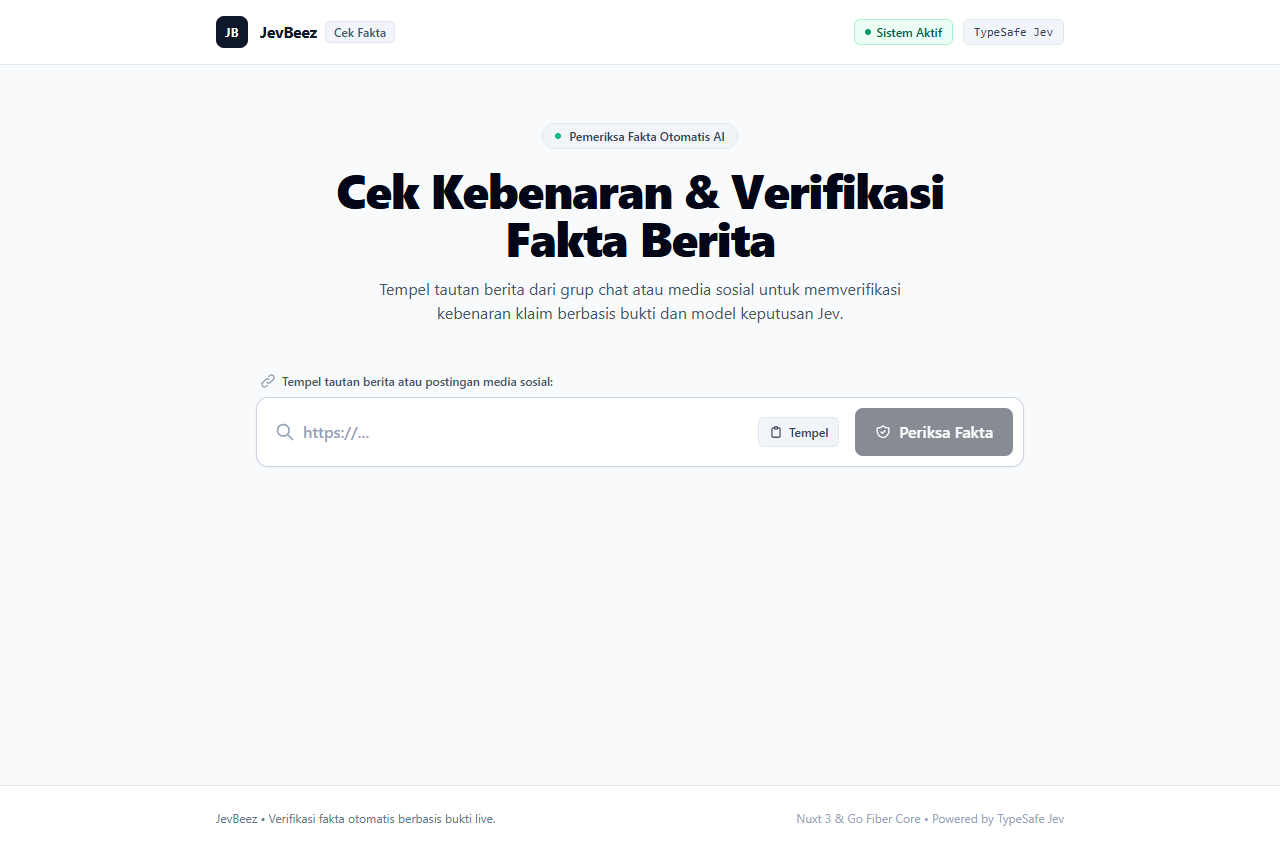 JB JevBeez Cek Fakta Sistem Aktif TypeSafe Jev
Pemeriksa Fakta Otomatis AI
Cek Kebenaran & Verifikasi
Fakta Berita
Tempel tautan berita dari grup chat atau media sosial untuk memverifikasi
kebenaran klaim berbasis bukti dan model keputusan Jev.
Tempel tautan berita atau postingan media sosial:
https://... Tempel Periksa Fakta
JevBeez • Verifikasi fakta otomatis berbasis bukti live. Nuxt 3 & Go Fiber Core • Powered by TypeSafe Jev